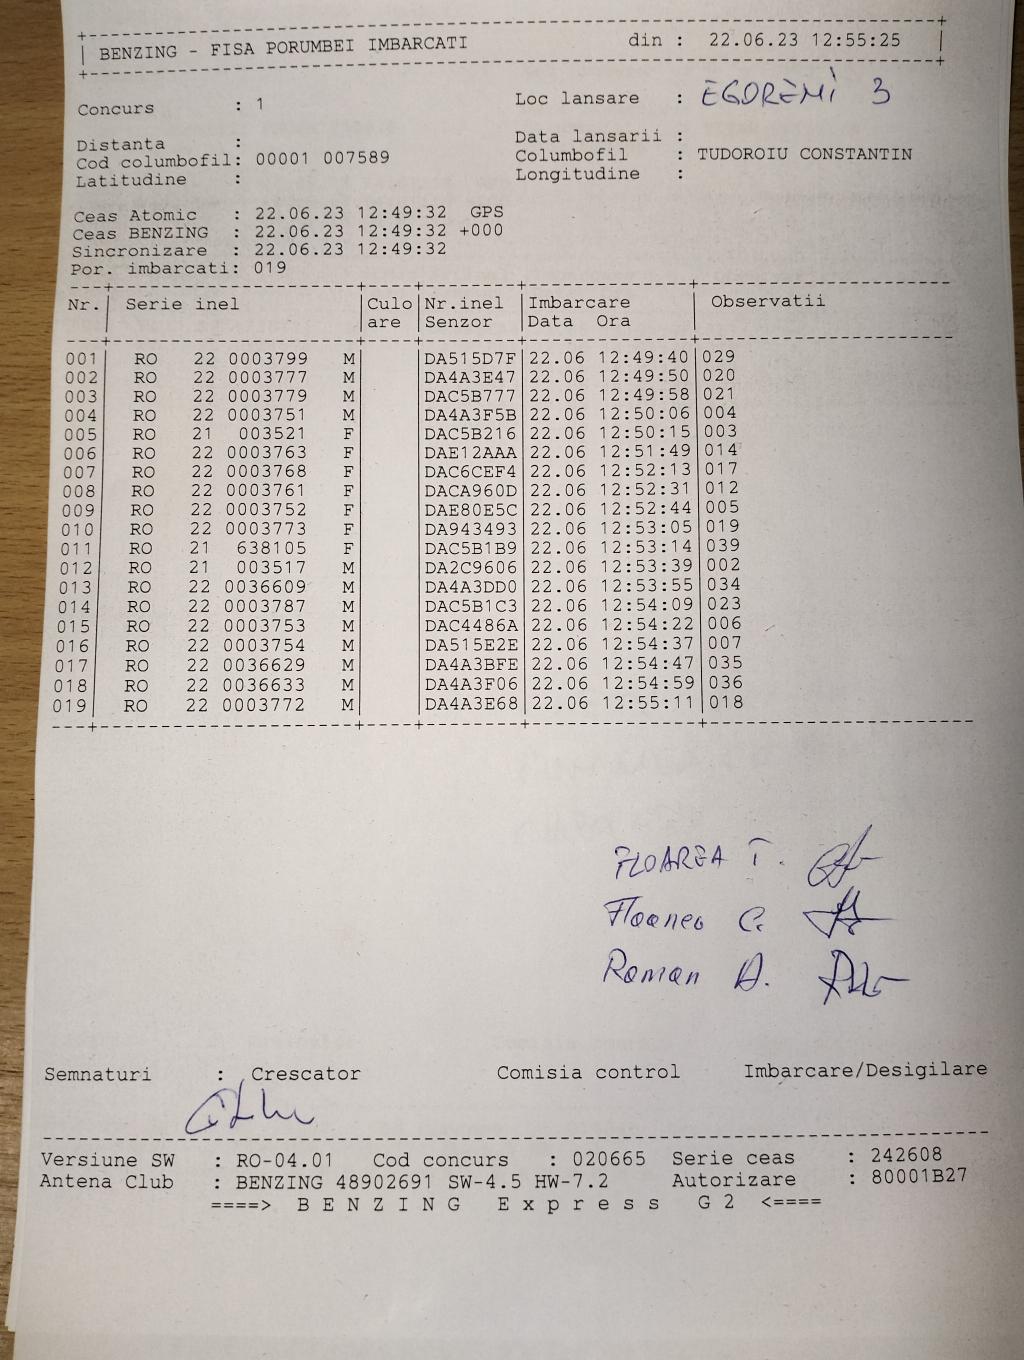 BENZING - FISA PORUMBEI IMBARCATI din : 22.06.23 12:55:25
Concurs : 1 Loc lansare : EGOREMI 3
Distanta : Data lansarii :
Cod columbofil: 00001 007589 Columbofil : TUDOROIU CONSTANTIN
Latitudine : Longitudine :
Ceas Atomic : 22.06.23 12:49:32 GPS
Ceas BENZING : 22.06.23 12:49:32 +000
Sincronizare : 22.06.23 12:49:32
Por. imbarcati: 019
Nr. Serie inel Culo Nr.inel Imbarcare Observatii
are Senzor Data Ora
001 RO 22 0003799 M DA515D7F 22.06 12:49:40 029
002 RO 22 0003777 M DA4A3E47 22.06 12:49:50 020
003 RO 22 0003779 M DAC5B777 22.06 12:49:58 021
004 RO 22 0003751 M DA4A3F5B 22.06 12:50:06 004
005 RO 21 003521 F DAC5B216 22.06 12:50:15 003
006 RO 22 0003763 F DAE12AAA 22.06 12:51:49 014
007 RO 22 0003768 F DAC6CEF4 22.06 12:52:13 017
008 RO 22 0003761 F DACA960D 22.06 12:52:31 012
009 RO 22 0003752 F DAE80E5C 22.06 12:52:44 005
010 RO 22 0003773 F DA943493 22.06 12:53:05 019
011 RO 21 638105 F DAC5B1B9 22.06 12:53:14 039
012 RO 21 003517 M DA2C9606 22.06 12:53:39 002
013 RO 22 0036609 M DA4A3DD0 22.06 12:53:55 034
014 RO 22 0003787 M DAC5B1C3 22.06 12:54:09 023
015 RO 22 0003753 M DAC4486A 22.06 12:54:22 006
016 RO 22 0003754 M DA515E2E 22.06 12:54:37 007
017 RO 22 0036629 M DA4A3BFE 22.06 12:54:47 035
018 RO 22 0036633 M DA4A3F06 22.06 12:54:59 036
019 RO 22 0003772 M DA4A3E68 22.06 12:55:11 018
FLOAREA T.
C.
Roman A.
Semnaturi : Crescator Comisia control Imbarcare/Desigilare
Versiune SW : RO-04.01 Cod concurs : 020665 Serie ceas : 242608
Antena Club : BENZING 48902691 SW-4.5 HW-7.2 Autorizare : 80001B27
====> B E N Z I N G E x p r e s s G 2 <====